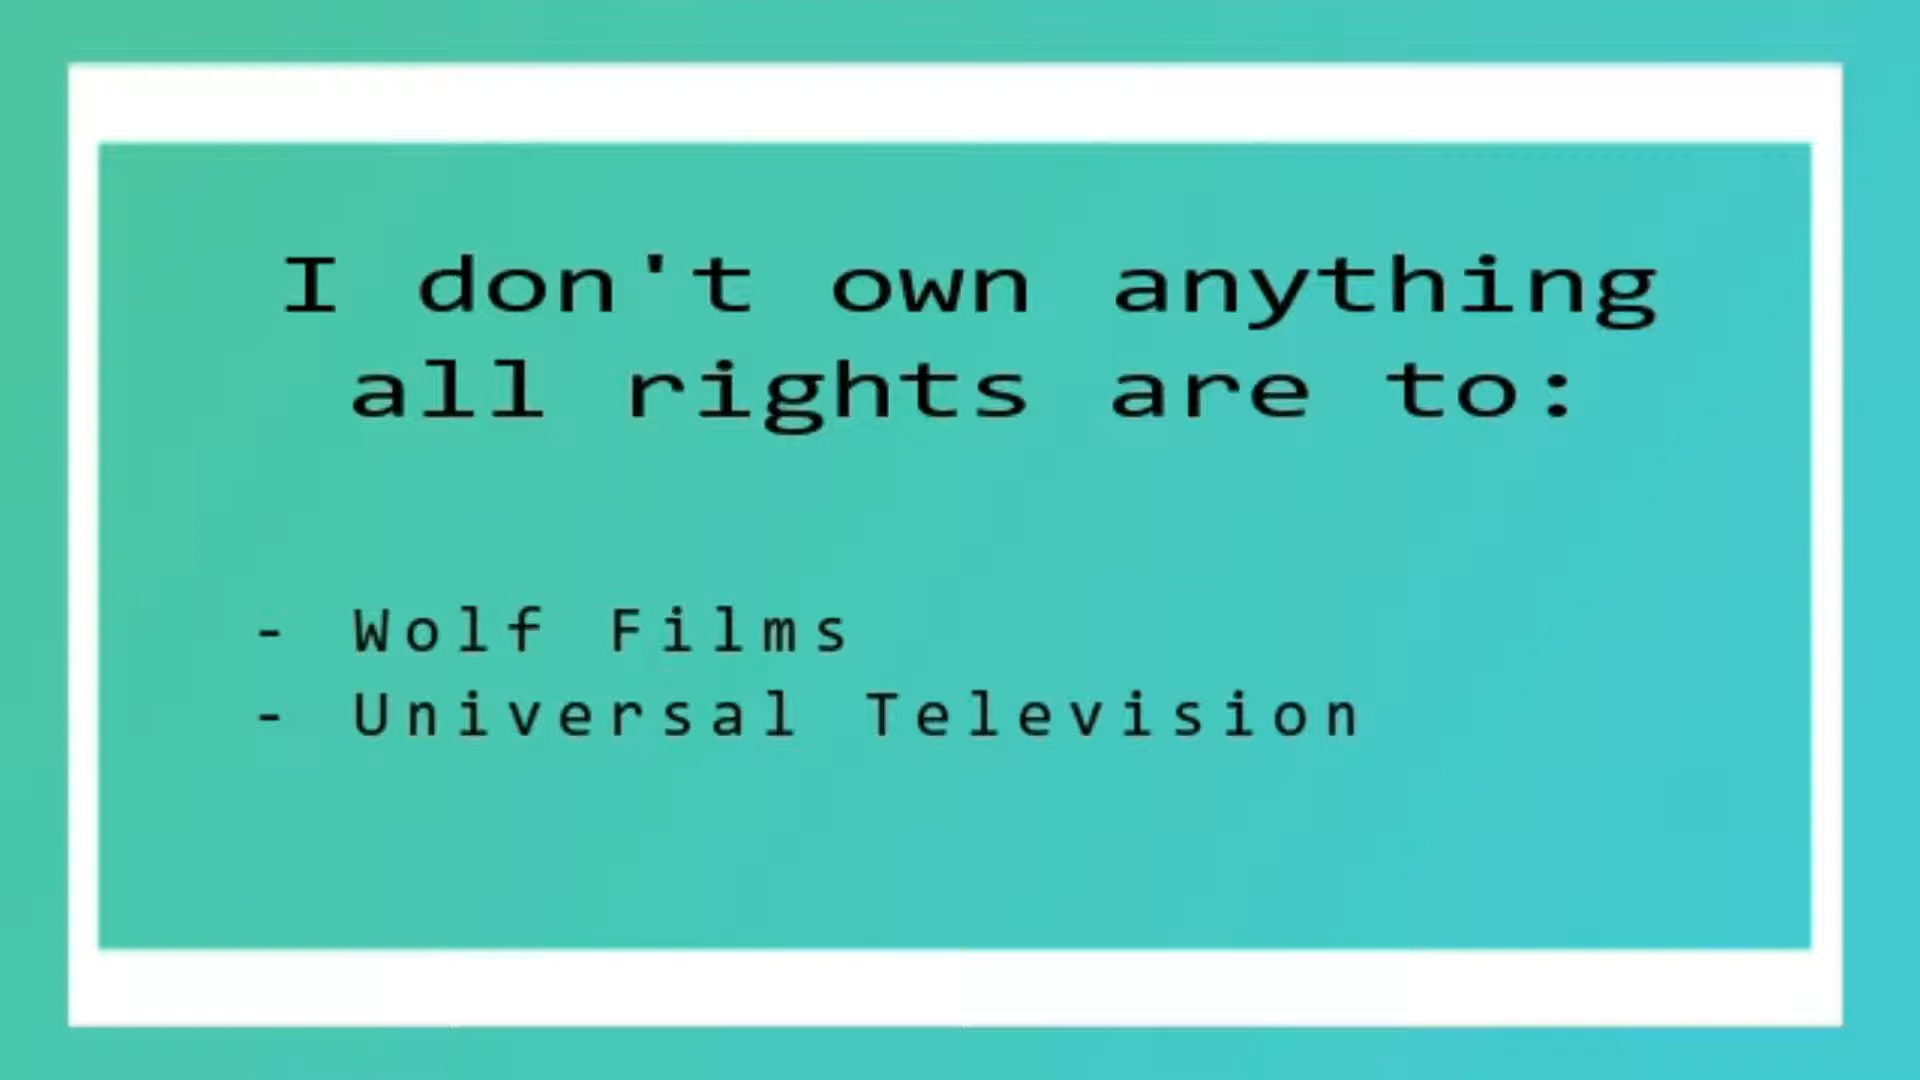 I don't own anything
all rights are to:
- Wolf Films
- Universal Television